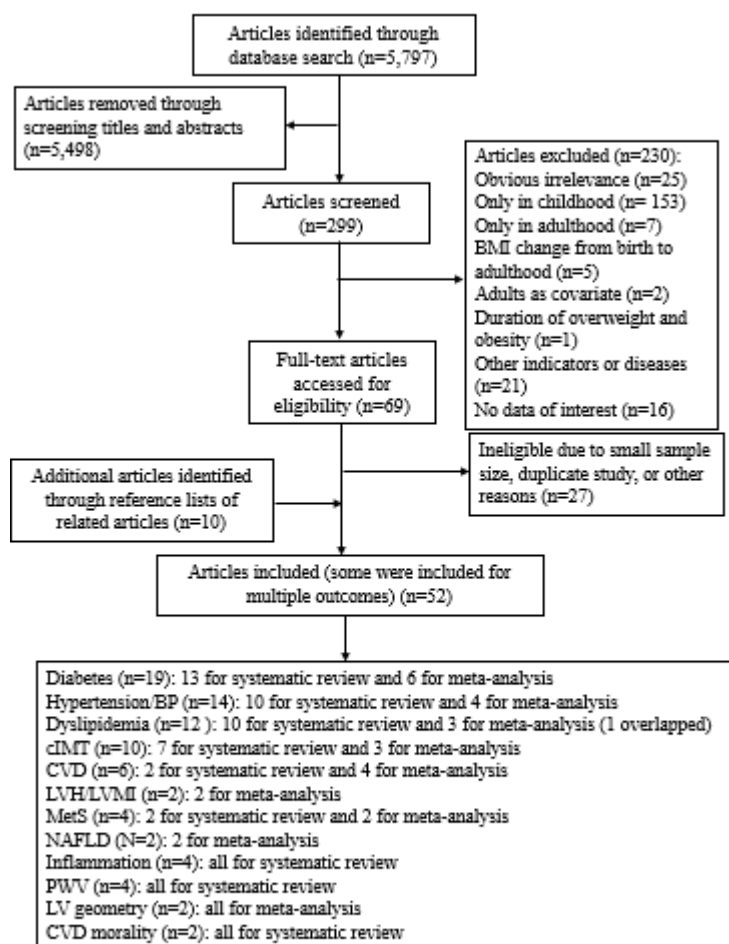 Articles identified through
database search (n=5,797)
Articles removed through
screening titles and abstracts
(n=5,498)
Articles screened
(n=299)
Articles excluded (n=230):
Obvious irrelevance (n=25)
Only in childhood (n= 153)
Only in adulthood (n=7)
BMI change from birth to
adulthood (n=5)
Adults as covariate (n=2)
Duration of overweight and
obesity (n=1)
Other indicators or diseases
(n=21)
No data of interest (n=16)
Full-text articles
accessed for
eligibility (n=69)
Ineligible due to small sample
size, duplicate study, or other
reasons (n=27)
Additional articles identified
through reference lists of
related articles (n=10)
Articles included (some were included for
multiple outcomes) (n=52)
Diabetes (n=19): 13 for systematic review and 6 for meta-analysis
Hypertension/BP (n=14): 10 for systematic review and 4 for meta-analysis
Dyslipidemia (n=12 ): 10 for systematic review and 3 for meta-analysis (1 overlapped)
cIMT (n=10): 7 for systematic review and 3 for meta-analysis
CVD (n=6): 2 for systematic review and 4 for meta-analysis
LVH/LVMI (n=2): 2 for meta-analysis
MetS (n=4): 2 for systematic review and 2 for meta-analysis
NAFLD (N=2): 2 for meta-analysis
Inflammation (n=4): all for systematic review
PWV (n=4): all for systematic review
LV geometry (n=2): all for meta-analysis
CVD morality (n=2): all for systematic review